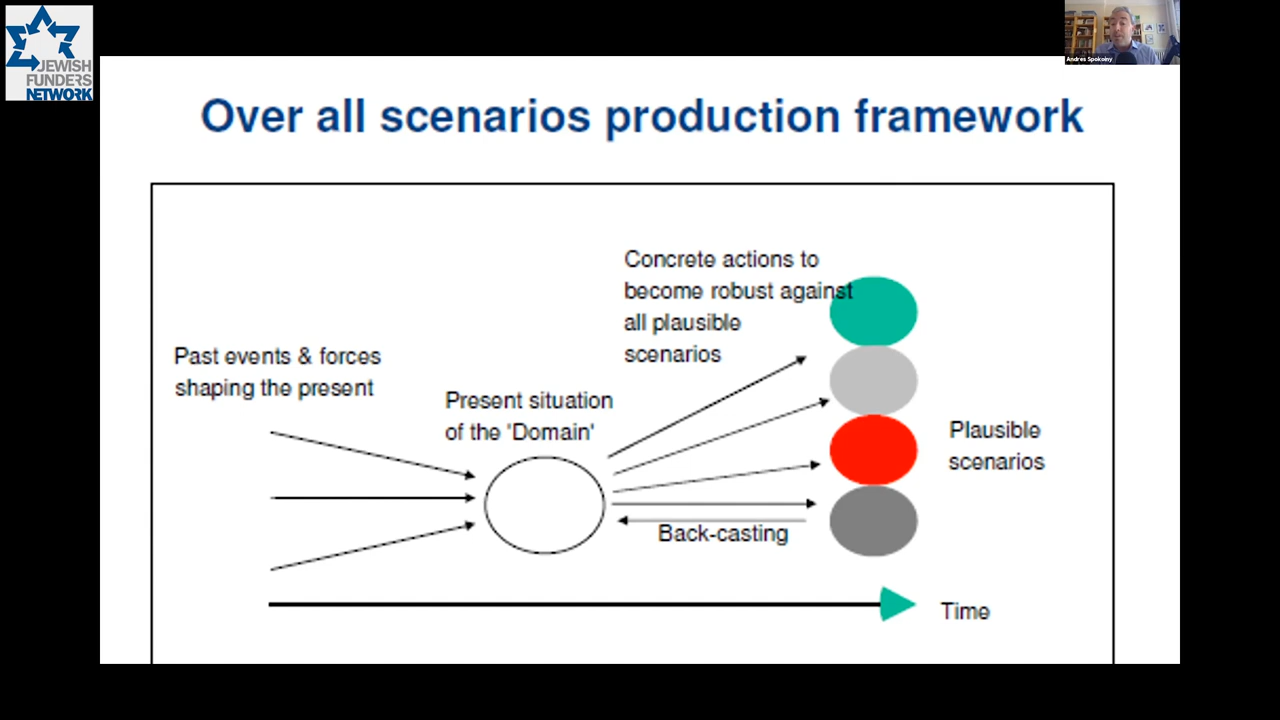 JEWISH
FUNDERS
NETWORK
Andres Spokoiny
Over all scenarios production framework
Concrete actions to
become robust against
all plausible
scenarios
Past events & forces
shaping the present
Present situation
of the 'Domain'
Plausible
scenarios
Back-casting
Time